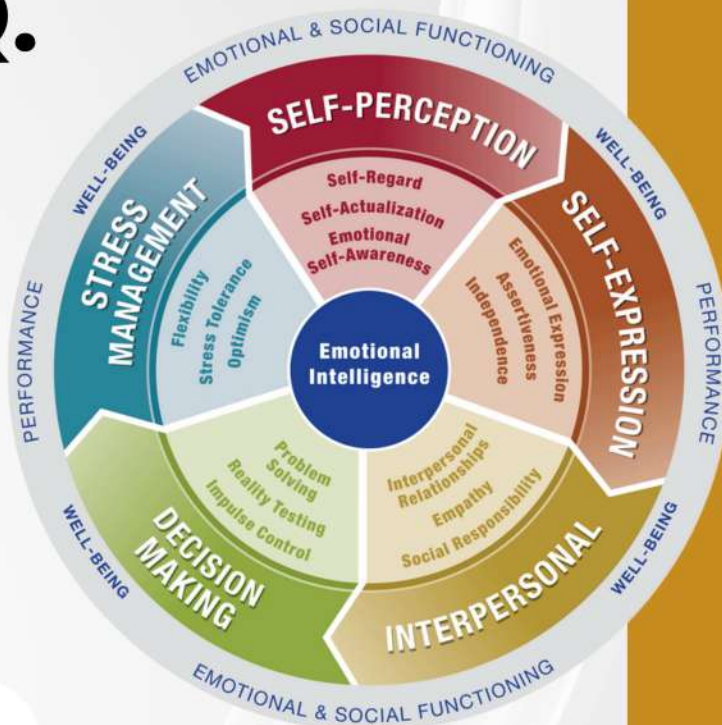 Q.
EMOTIONAL & SOCIAL FUNCTIONING
WELL-BEING
WELL-BEING
PERFORMANCE
PERFORMANCE
WELL-BEING
WELL-BEING
EMOTIONAL & SOCIAL FUNCTIONING
SELF-PERCEPTION
Self-Regard
Self-Actualization
Emotional
Self-Awareness
SELF-EXPRESSION
Emotional Expression
Assertiveness
Independence
INTERPERSONAL
Interpersonal
Relationships
Empathy
Social Responsibility
DECISION
MAKING
Problem
Solving
Reality Testing
Impulse Control
STRESS
MANAGEMENT
Flexibility
Stress Tolerance
Optimism
Emotional
Intelligence